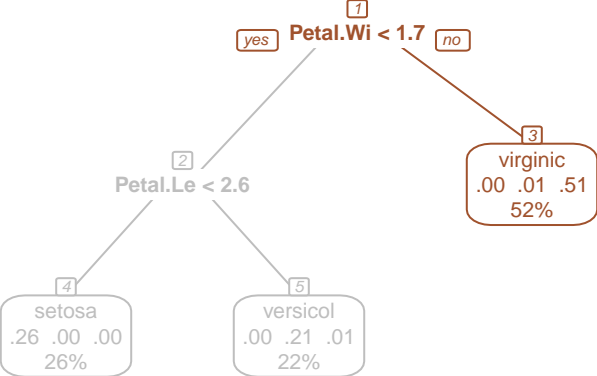 1
yes Petal.Wi < 1.7 no
2
Petal.Le < 2.6
3
virginic
.00 .01 .51
52%
4
setosa
.26 .00 .00
26%
5
versicol
.00 .21 .01
22%